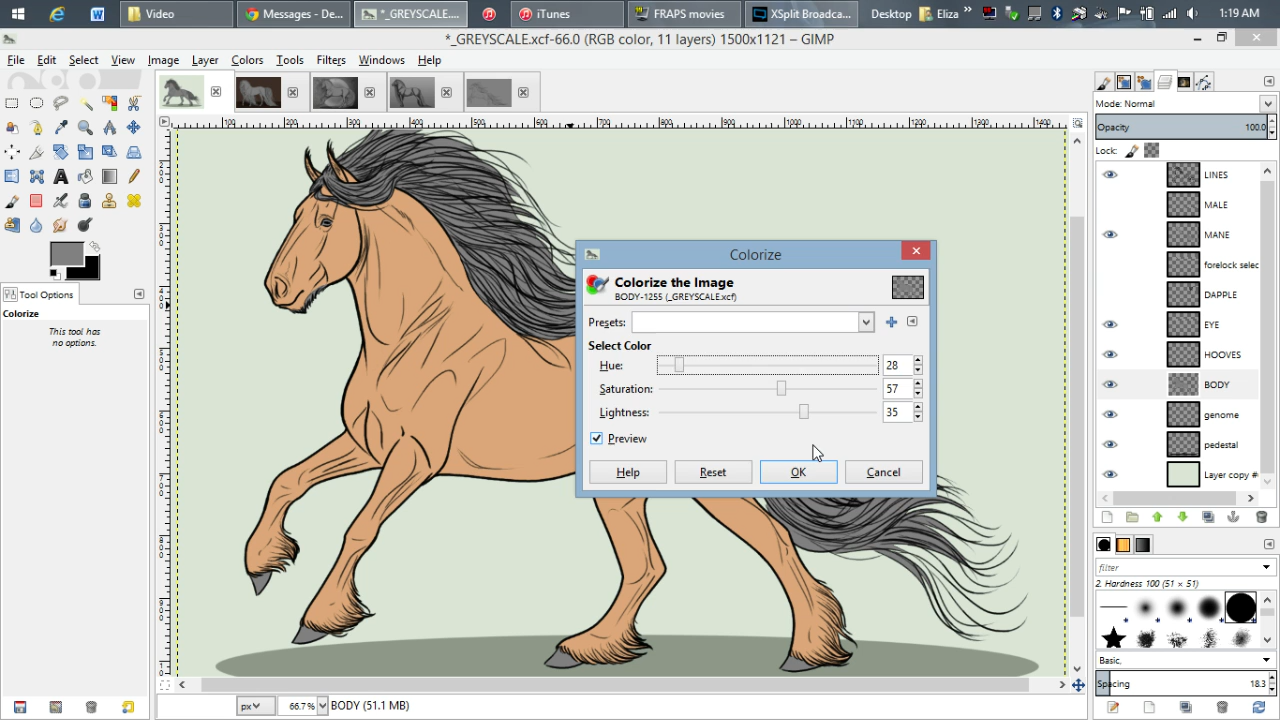 Video
Messages - De...
*_GREYSCALE....
iTunes
FRAPS movies
XSplit Broadca...
Desktop
Eliza
»
1:19 AM
*_GREYSCALE.xcf-66.0 (RGB color, 11 layers) 1500x1121 – GIMP
File Edit Select View Image Layer Colors Tools Filters Windows Help
Tool Options
Colorize
This tool has
no options.
Colorize
Colorize the Image
BODY-1255 (_GREYSCALE.xcf)
Presets:
Select Color
Hue: 28
Saturation: 57
Lightness: 35
Preview
Help Reset OK Cancel
Mode: Normal
Opacity 100.0
Lock:
LINES
MALE
MANE
forelock selec
DAPPLE
EYE
HOOVES
BODY
genome
pedestal
Layer copy #
filter
2. Hardness 100 (51 × 51)
Basic,
Spacing 18.3
px 66.7% BODY (51.1 MB)